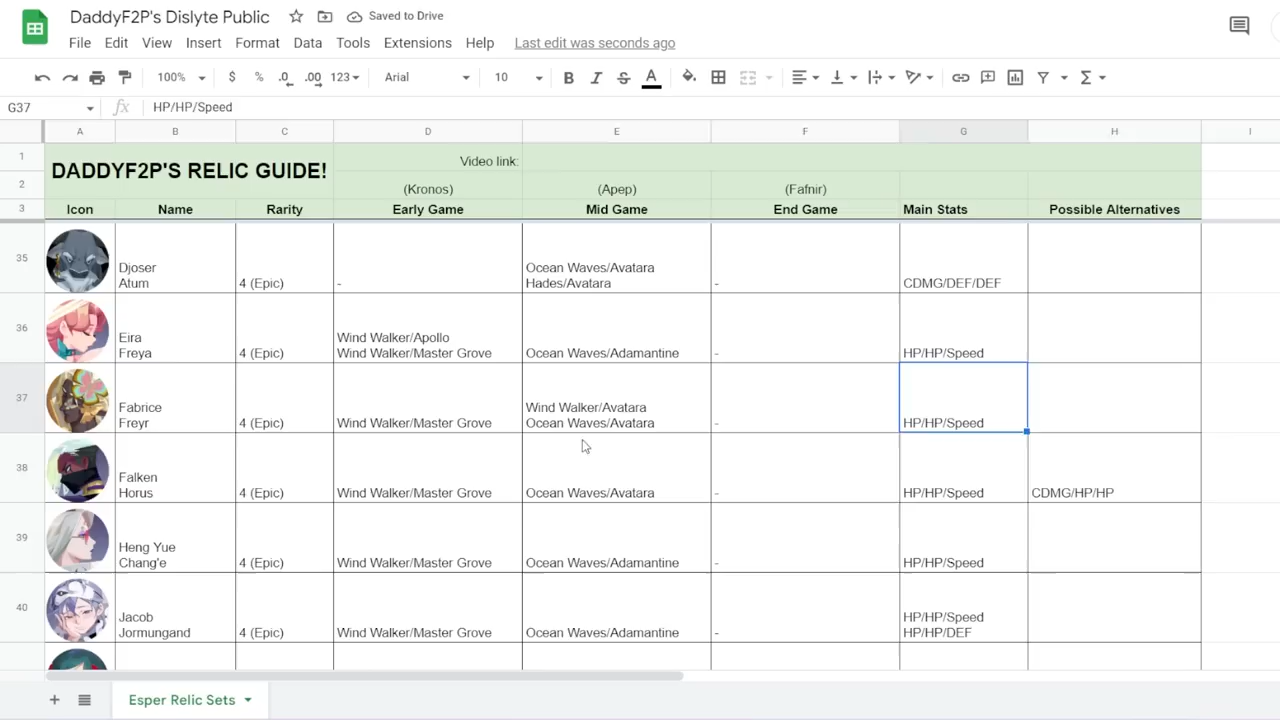 DaddyF2P's Dislyte Public
Saved to Drive
File Edit View Insert Format Data Tools Extensions Help Last edit was seconds ago
100% $ % .0 .00 123 Arial 10 B I S A Σ
G37 fx HP/HP/Speed
A B C D E F G H I
1 DADDYF2P'S RELIC GUIDE! Video link:
2 (Kronos) (Apep) (Fafnir)
3 Icon Name Rarity Early Game Mid Game End Game Main Stats Possible Alternatives
35 Djoser Ocean Waves/Avatara
Atum 4 (Epic) - Hades/Avatara - CDMG/DEF/DEF
36 Eira Wind Walker/Apollo
Freya 4 (Epic) Wind Walker/Master Grove Ocean Waves/Adamantine - HP/HP/Speed
37 Fabrice Wind Walker/Avatara
Freyr 4 (Epic) Wind Walker/Master Grove Ocean Waves/Avatara - HP/HP/Speed
38 Falken
Horus 4 (Epic) Wind Walker/Master Grove Ocean Waves/Avatara - HP/HP/Speed CDMG/HP/HP
39 Heng Yue
Chang'e 4 (Epic) Wind Walker/Master Grove Ocean Waves/Adamantine - HP/HP/Speed
40 Jacob HP/HP/Speed
Jormungand 4 (Epic) Wind Walker/Master Grove Ocean Waves/Adamantine - HP/HP/DEF
Esper Relic Sets